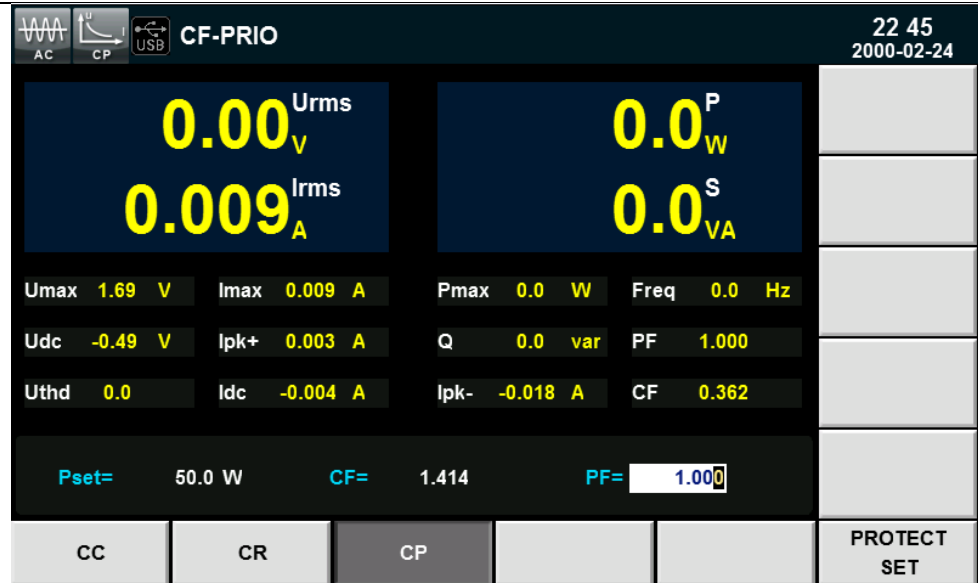 AC CP U I USB CF-PRIO 22 45
2000-02-24
0.00 Urms V 0.0 P W
0.009 Irms A 0.0 S VA
Umax 1.69 V Imax 0.009 A Pmax 0.0 W Freq 0.0 Hz
Udc -0.49 V Ipk+ 0.003 A Q 0.0 var PF 1.000
Uthd 0.0 Idc -0.004 A Ipk- -0.018 A CF 0.362
Pset= 50.0 W CF= 1.414 PF= 1.000
CC CR CP PROTECT
SET